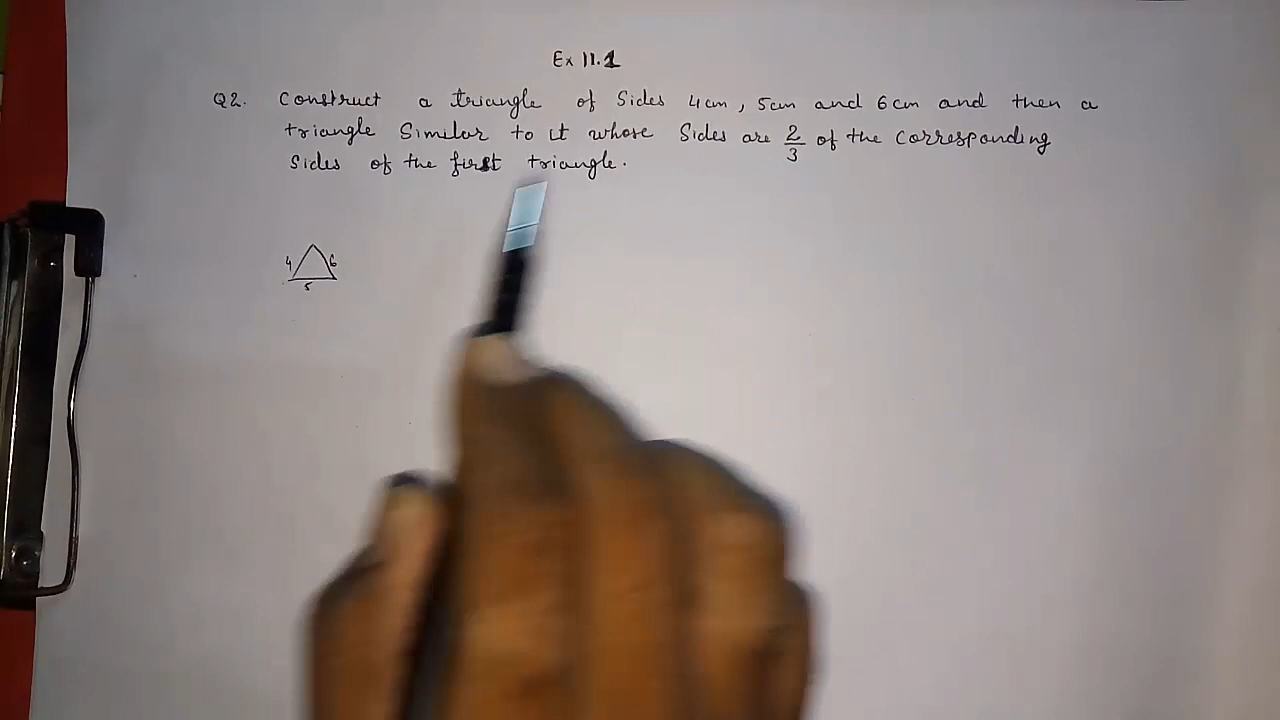 Ex 11.1
Q2. Construct a triangle of Sides 4cm, 5cm and 6cm and then a
triangle Similar to it whose Sides are 2/3 of the Corresponding
Sides of the first triangle.
4 6
5